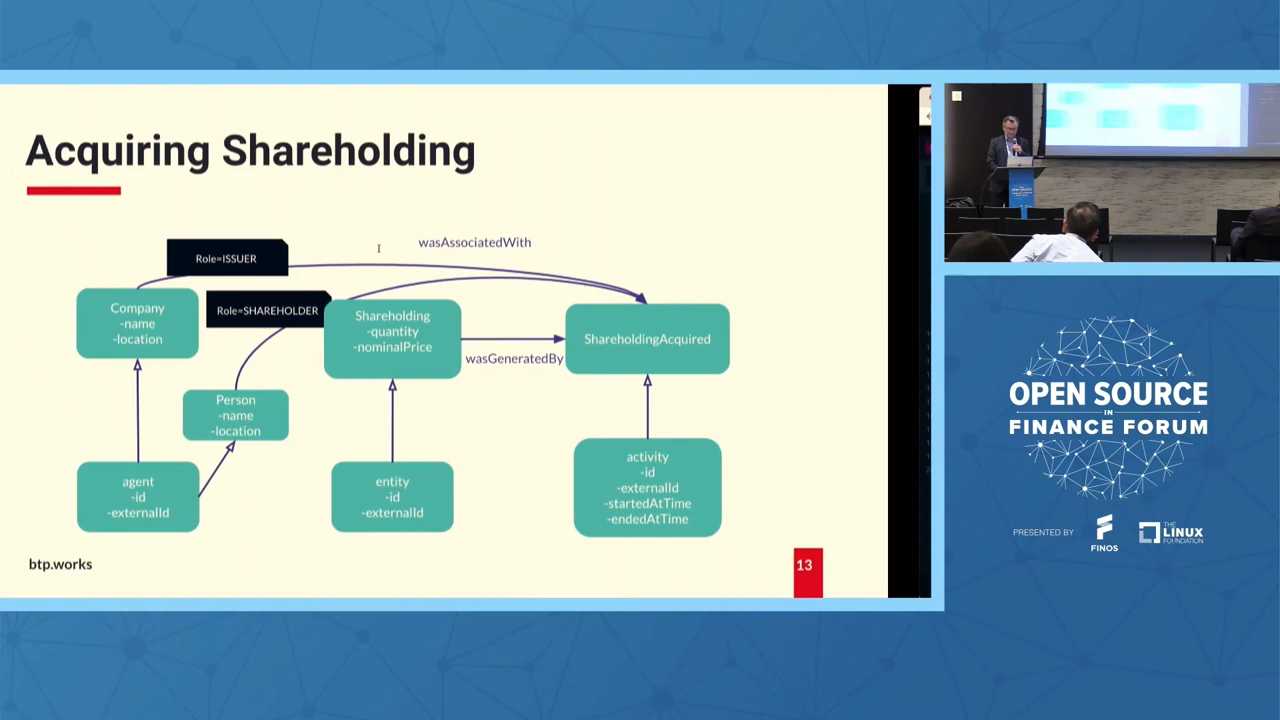 Acquiring Shareholding
wasAssociatedWith
Role=ISSUER
Company
-name
-location
Role=SHAREHOLDER
Shareholding
-quantity
-nominalPrice
ShareholdingAcquired
wasGeneratedBy
Person
-name
-location
agent
-id
-externalId
entity
-id
-externalId
activity
-id
-externalId
-startedAtTime
-endedAtTime
btp.works
13
OPEN SOURCE
IN
FINANCE FORUM
PRESENTED BY
FINOS
THE
LINUX
FOUNDATION